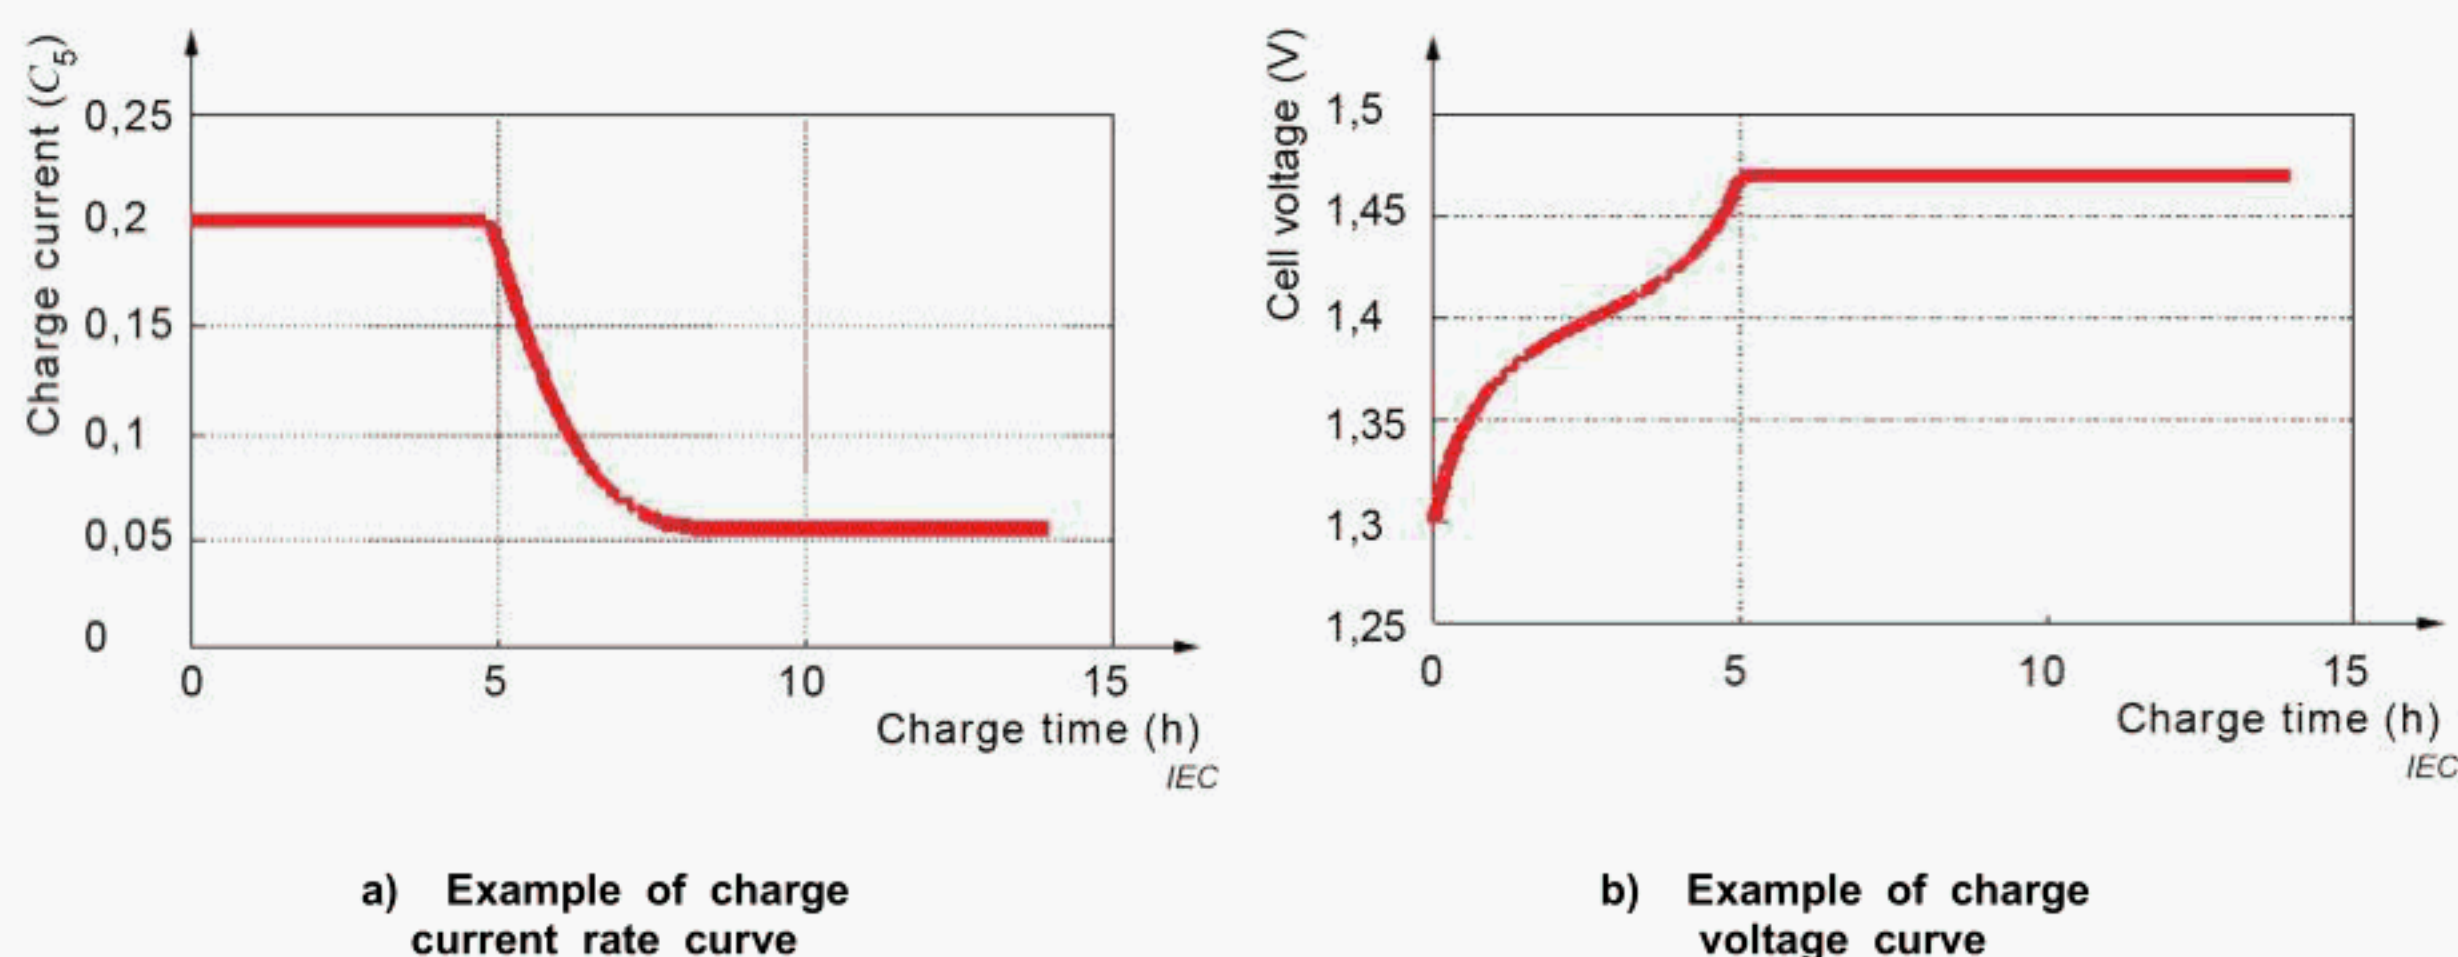 Charge current (C5)
0,25
0,2
0,15
0,1
0,05
0
0 5 10 15
Charge time (h)
IEC
a) Example of charge
current rate curve
Cell voltage (V)
1,5
1,45
1,4
1,35
1,3
1,25
0 5 10 15
Charge time (h)
IEC
b) Example of charge
voltage curve